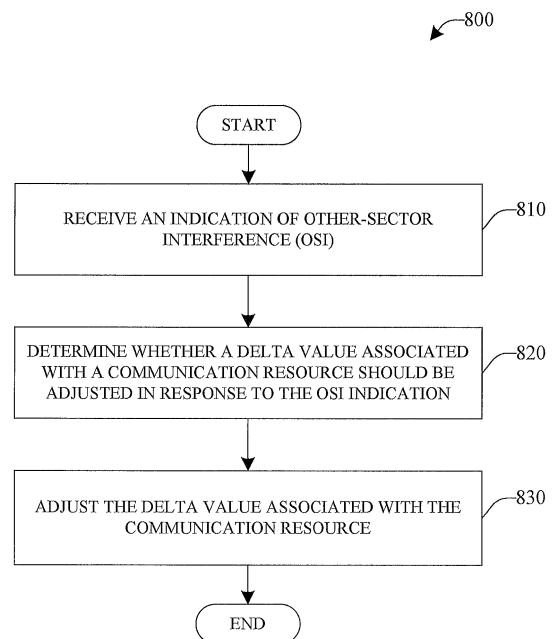 800
START
RECEIVE AN INDICATION OF OTHER-SECTOR
INTERFERENCE (OSI)
810
DETERMINE WHETHER A DELTA VALUE ASSOCIATED
WITH A COMMUNICATION RESOURCE SHOULD BE
ADJUSTED IN RESPONSE TO THE OSI INDICATION
820
ADJUST THE DELTA VALUE ASSOCIATED WITH THE
COMMUNICATION RESOURCE
830
END